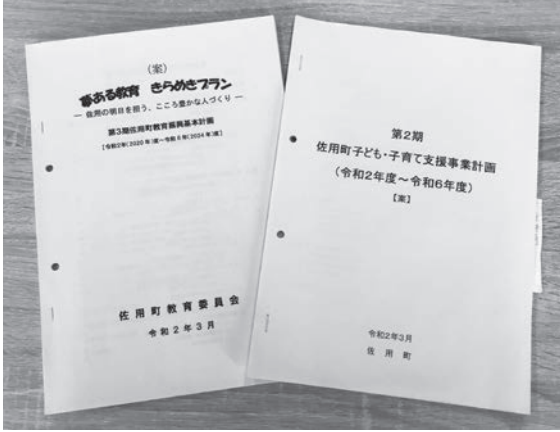 (案)
夢ある教育 きらめきプラン
― 佐用の明日を担う、こころ豊かな人づくり ―
第3期佐用町教育振興基本計画
【令和2年(2020年)度~令和6年(2024年)度】
佐用町教育委員会
令和2年3月
第2期
佐用町子ども・子育て支援事業計画
(令和2年度~令和6年度)
【案】
令和2年3月
佐用町